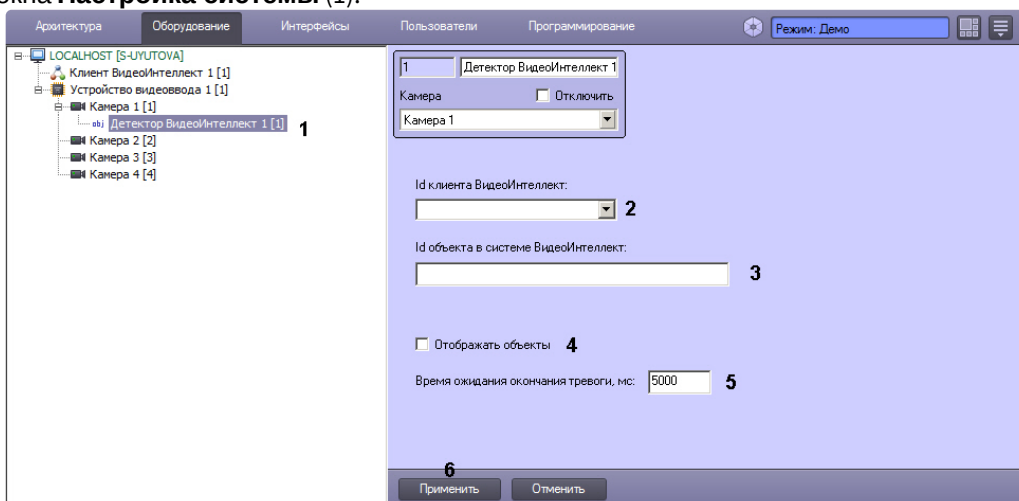 окна Настройка системы (1).
Архитектура Оборудование Интерфейсы Пользователи Программирование Режим: Демо
LOCALHOST [S-UYUTOVA]
Клиент ВидеоИнтеллект 1 [1]
Устройство видеоввода 1 [1]
Камера 1 [1]
obj Детектор ВидеоИнтеллект 1 [1] 1
Камера 2 [2]
Камера 3 [3]
Камера 4 [4]
1 Детектор ВидеоИнтеллект 1
Камера Отключить
Камера 1
Id клиента ВидеоИнтеллект:
2
Id объекта в системе ВидеоИнтеллект:
3
Отображать объекты 4
Время ожидания окончания тревоги, мс: 5000 5
6
Применить Отменить